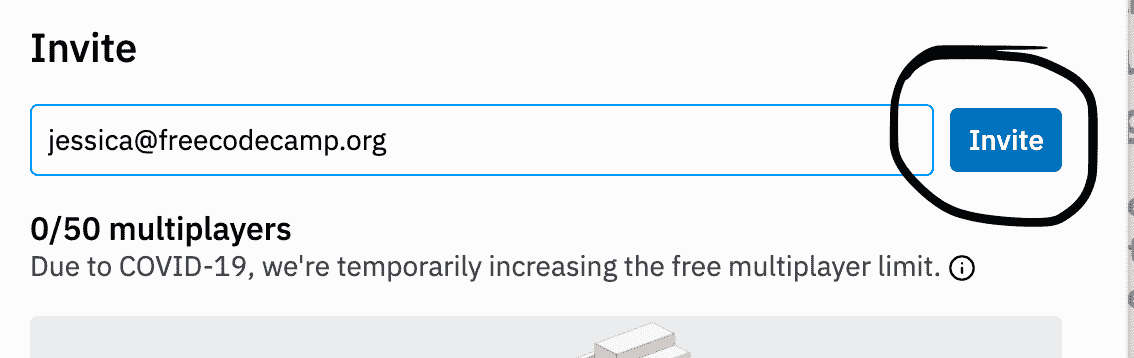 Invite
jessica@freecodecamp.org
Invite
0/50 multiplayers
Due to COVID-19, we're temporarily increasing the free multiplayer limit.